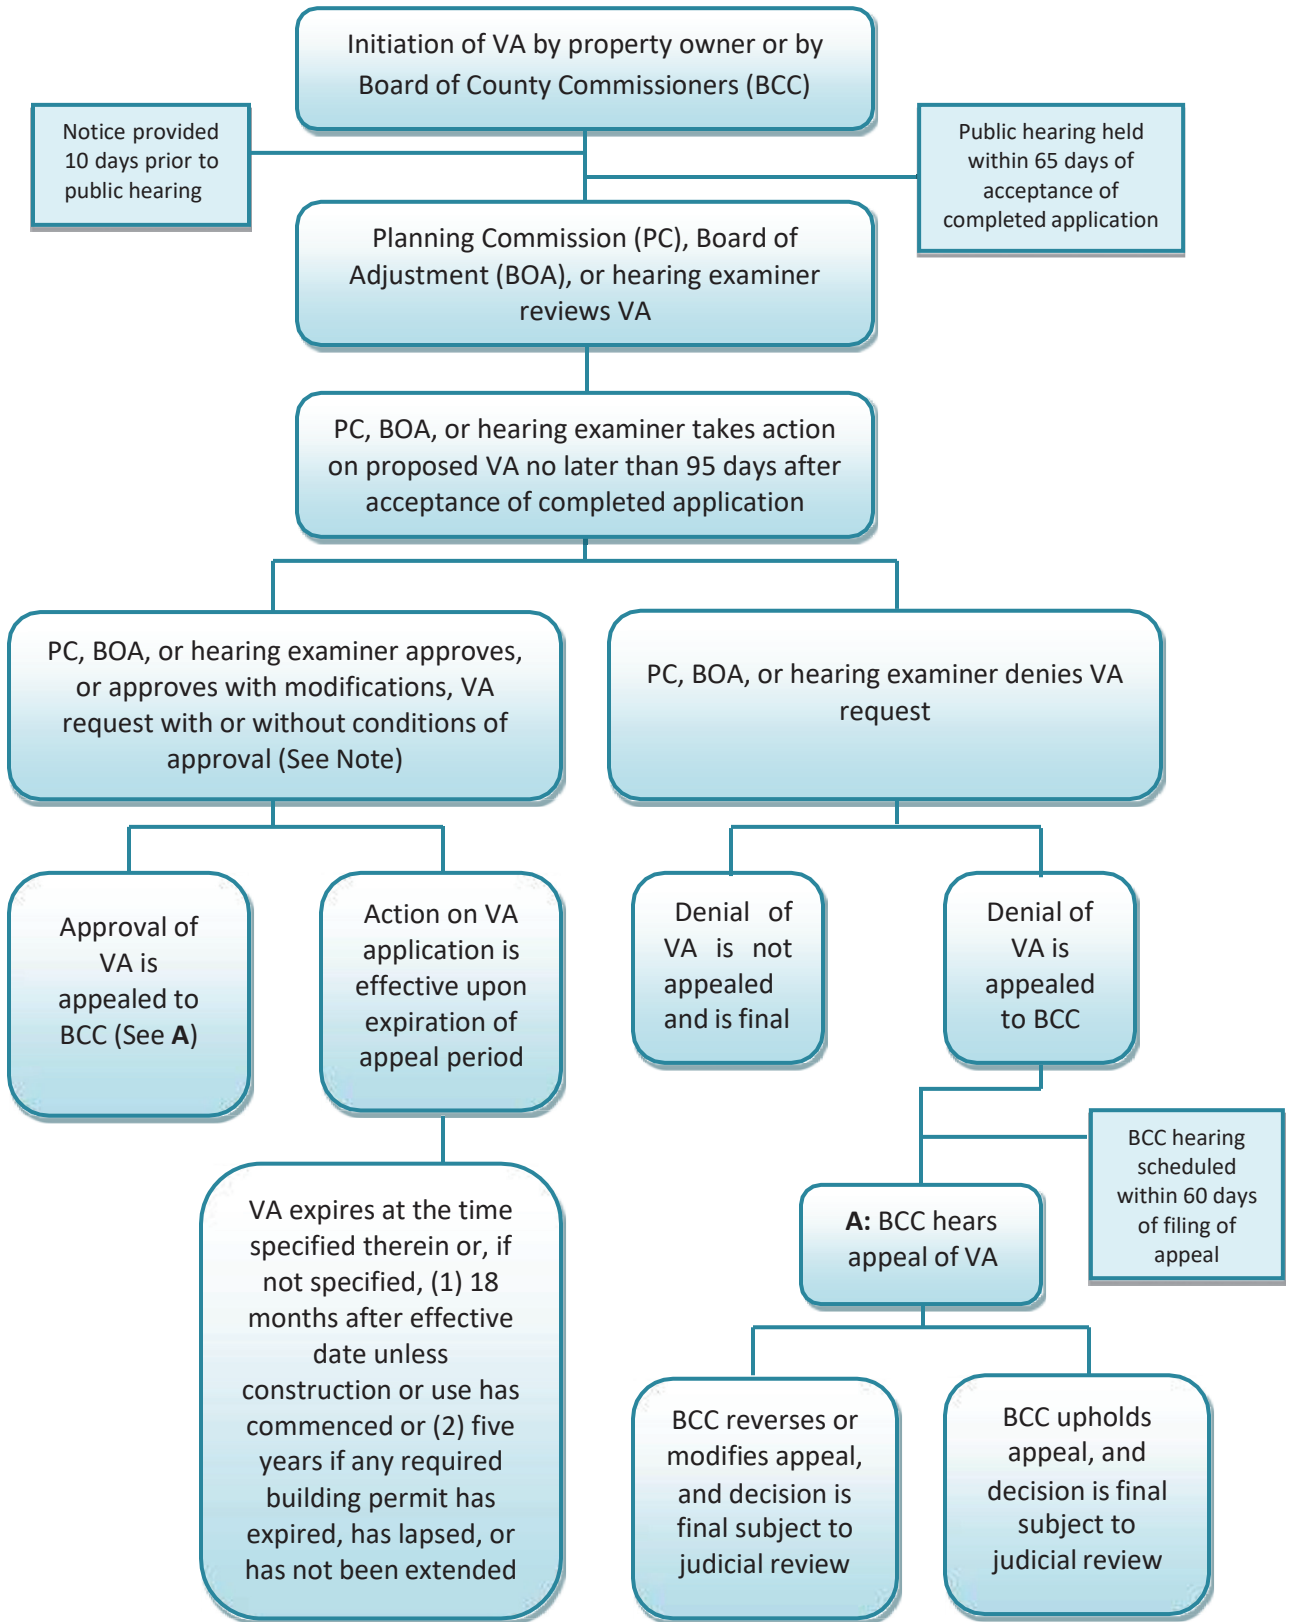 Initiation of VA by property owner or by
Board of County Commissioners (BCC)
Notice provided
10 days prior to
public hearing
Public hearing held
within 65 days of
acceptance of
completed application
Planning Commission (PC), Board of
Adjustment (BOA), or hearing examiner
reviews VA
PC, BOA, or hearing examiner takes action
on proposed VA no later than 95 days after
acceptance of completed application
PC, BOA, or hearing examiner approves,
or approves with modifications, VA
request with or without conditions of
approval (See Note)
PC, BOA, or hearing examiner denies VA
request
Approval of
VA is
appealed to
BCC (See A)
Action on VA
application is
effective upon
expiration of
appeal period
Denial of
VA is not
appealed
and is final
Denial of
VA is
appealed
to BCC
BCC hearing
scheduled
within 60 days
of filing of
appeal
VA expires at the time
specified therein or, if
not specified, (1) 18
months after effective
date unless
construction or use has
commenced or (2) five
years if any required
building permit has
expired, has lapsed, or
has not been extended
A: BCC hears
appeal of VA
BCC reverses or
modifies appeal,
and decision is
final subject to
judicial review
BCC upholds
appeal, and
decision is final
subject to
judicial review